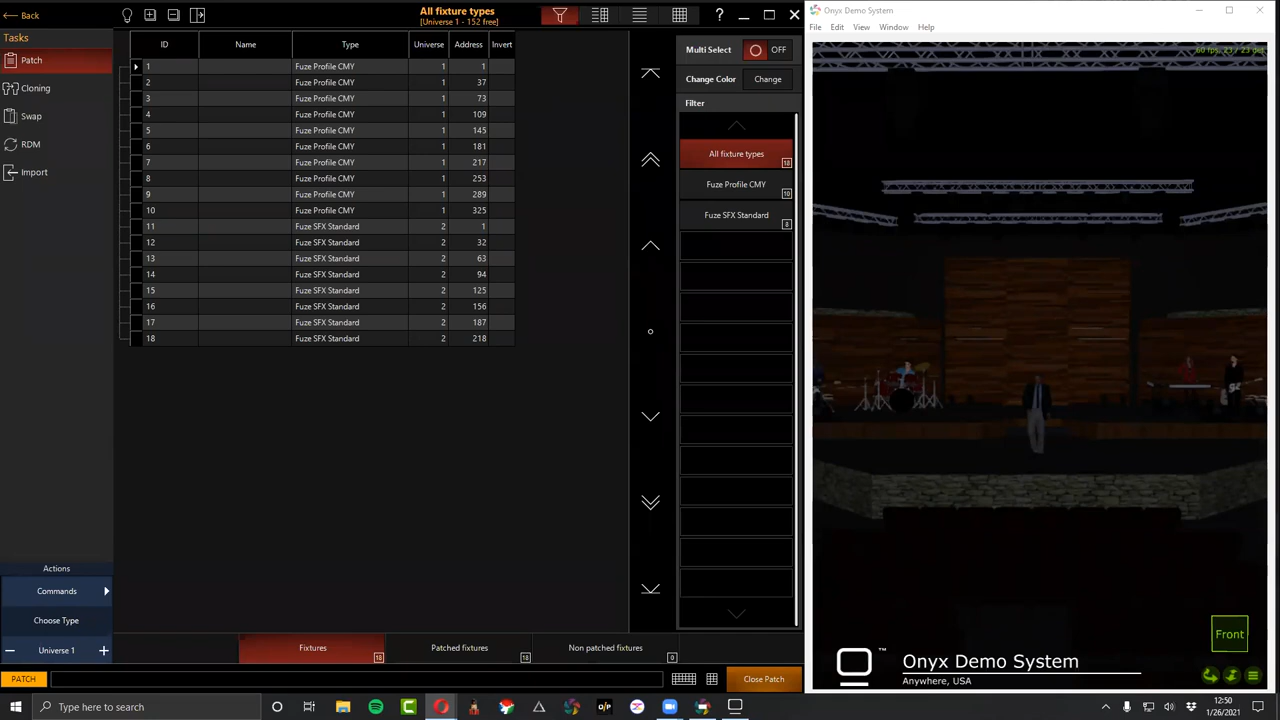 Back
All fixture types
[Universe 1 - 152 free]
Tasks
Patch
Cloning
Swap
RDM
Import
ID Name Type Universe Address Invert
1 Fuze Profile CMY 1 1
2 Fuze Profile CMY 1 37
3 Fuze Profile CMY 1 73
4 Fuze Profile CMY 1 109
5 Fuze Profile CMY 1 145
6 Fuze Profile CMY 1 181
7 Fuze Profile CMY 1 217
8 Fuze Profile CMY 1 253
9 Fuze Profile CMY 1 289
10 Fuze Profile CMY 1 325
11 Fuze SFX Standard 2 1
12 Fuze SFX Standard 2 32
13 Fuze SFX Standard 2 63
14 Fuze SFX Standard 2 94
15 Fuze SFX Standard 2 125
16 Fuze SFX Standard 2 156
17 Fuze SFX Standard 2 187
18 Fuze SFX Standard 2 218
Multi Select OFF
Change Color Change
Filter
All fixture types 18
Fuze Profile CMY 10
Fuze SFX Standard 8
Actions
Commands
Choose Type
− Universe 1 +
Fixtures 18
Patched fixtures 18
Non patched fixtures 0
PATCH
Close Patch
Onyx Demo System
File Edit View Window Help
Front
™
Onyx Demo System
Anywhere, USA
Type here to search
o/P
12:50
1/26/2021